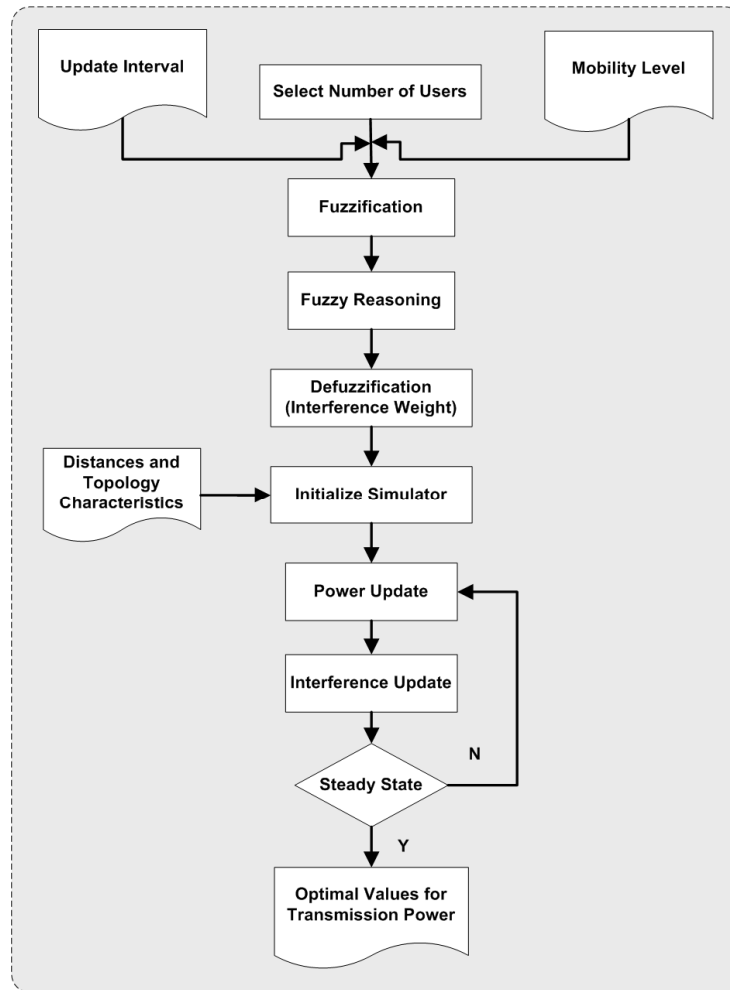 Update Interval
Select Number of Users
Mobility Level
Fuzzification
Fuzzy Reasoning
Defuzzification
(Interference Weight)
Distances and
Topology
Characteristics
Initialize Simulator
Power Update
Interference Update
Steady State
N
Y
Optimal Values for
Transmission Power